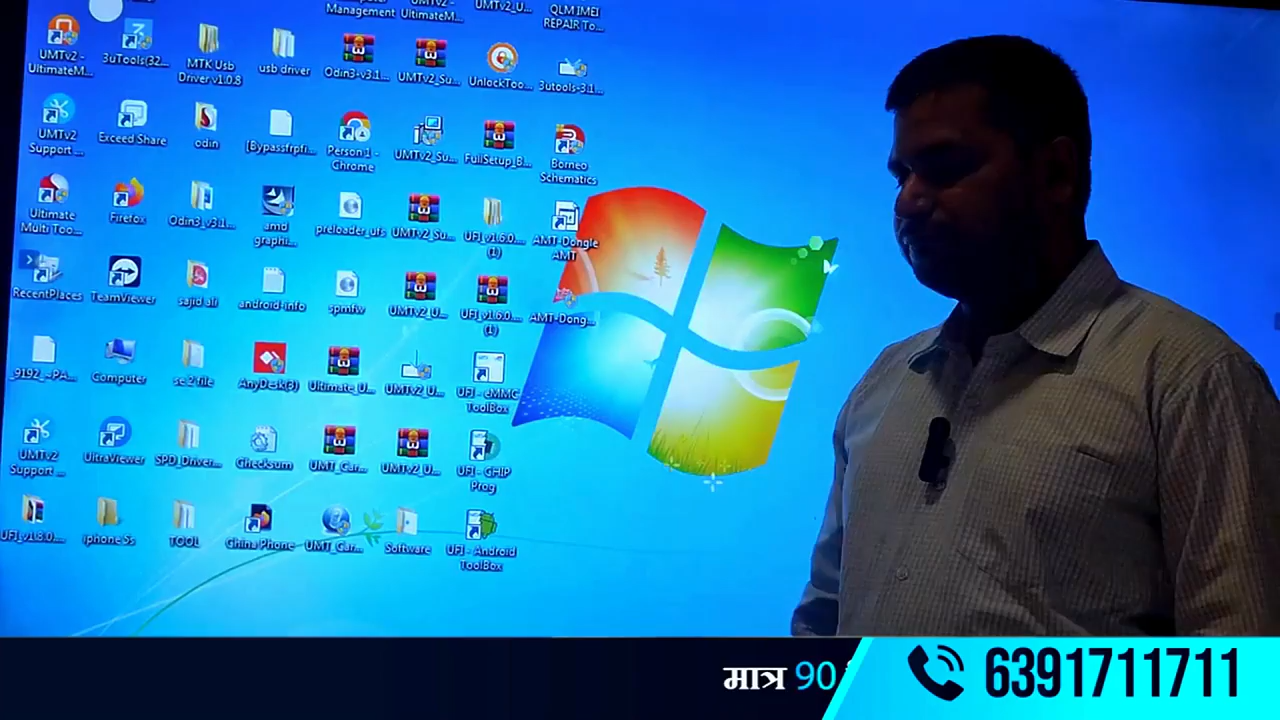 Management
UltimateM...
UMTv2_U...
QLM IMEI
REPAIR To...
UMTv2 -
UltimateM...
3uTools(32...
MTK Usb
Driver v1.0.8
usb driver
Odin3-v3.1...
UMTv2_Su...
UnlockToo...
3utools-3.1...
UMTv2
Support ...
Exceed Share
odin
[Bypassfrpfi...
Person 1 -
Chrome
UMTv2_Su...
FullSetup_B...
Borneo
Schematics
Ultimate
Multi Too...
Firefox
Odin3_v3.1...
amd
graphi...
preloader_ufs
UMTv2_Su...
UFI_v1.6.0....
(1)
AMT-Dongle
AMT
RecentPlaces
TeamViewer
sajid ali
android-info
spmfw
UMTv2_U...
UFI_v1.6.0....
(1)
AMT-Dong...
_9192_~PA...
Computer
se 2 file
AnyDesk(3)
Ultimate_U...
UMTv2_U...
UFI - eMMC
ToolBox
UMTv2
Support ...
UltraViewer
SPD_Driver...
Checksum
UMT_Car...
UMTv2_U...
UFI - CHIP
Prog
UFI_v1.8.0....
iphone 5s
TOOL
China Phone
UMT_Car...
Software
UFI - Android
ToolBox
मात्र 90
6391711711